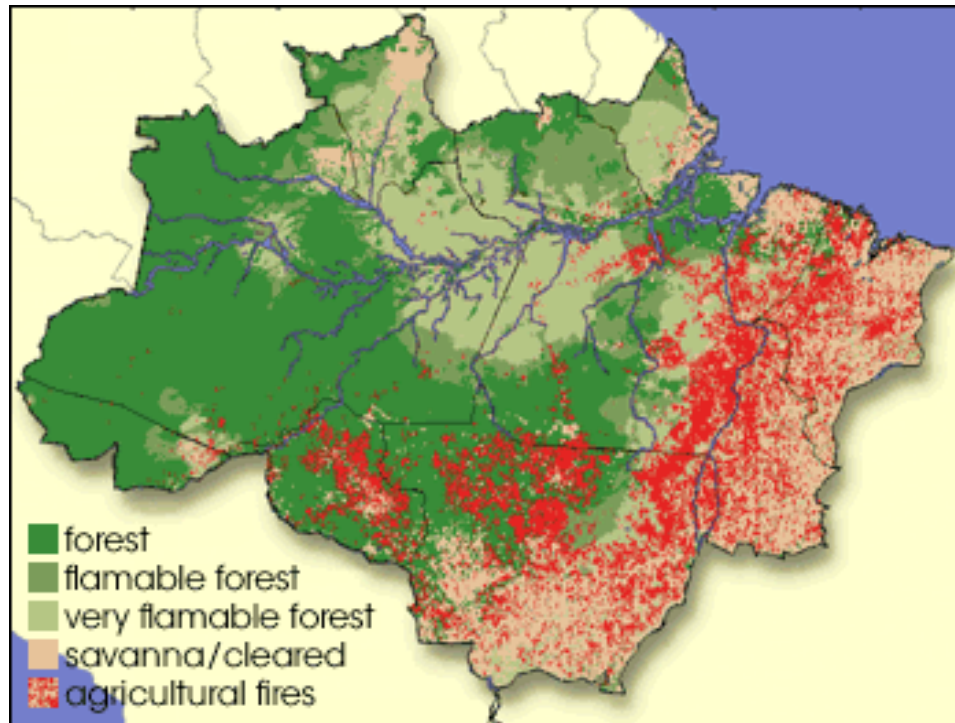 forest
flamable forest
very flamable forest
savanna/cleared
agricultural fires